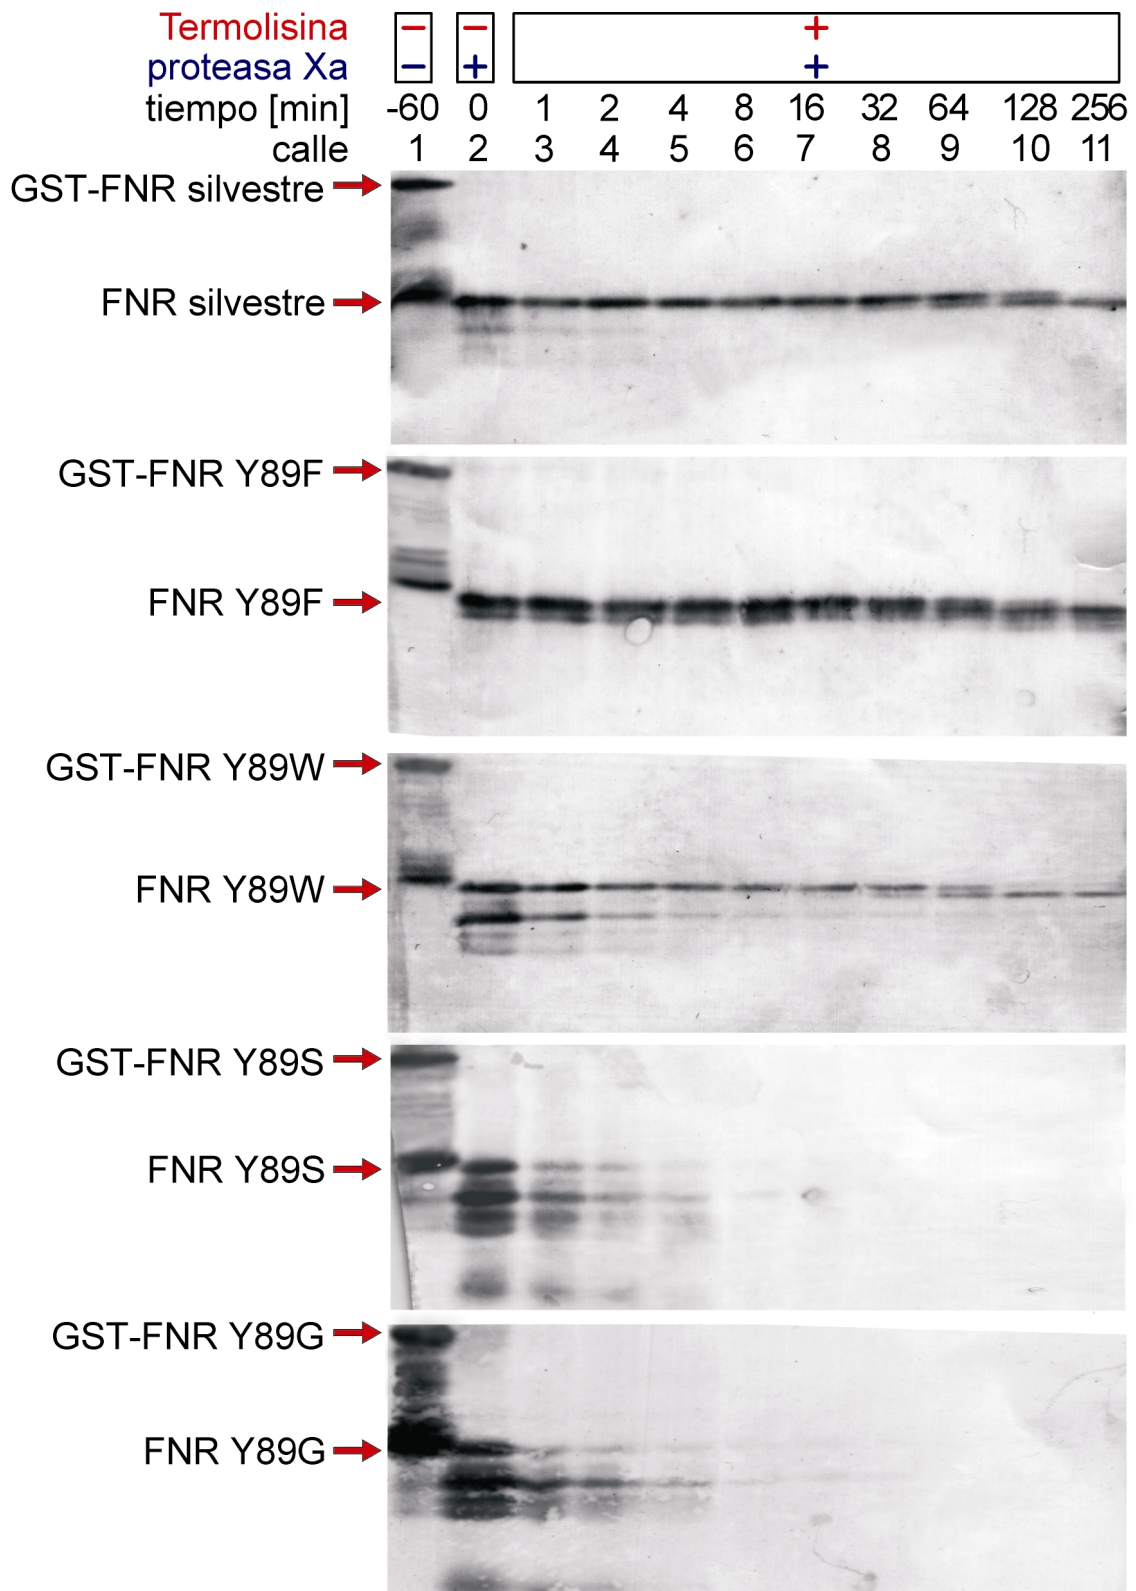 Termolisina − − +
proteasa Xa − + +
tiempo [min] -60 0 1 2 4 8 16 32 64 128 256
calle 1 2 3 4 5 6 7 8 9 10 11
GST-FNR silvestre
FNR silvestre
GST-FNR Y89F
FNR Y89F
GST-FNR Y89W
FNR Y89W
GST-FNR Y89S
FNR Y89S
GST-FNR Y89G
FNR Y89G